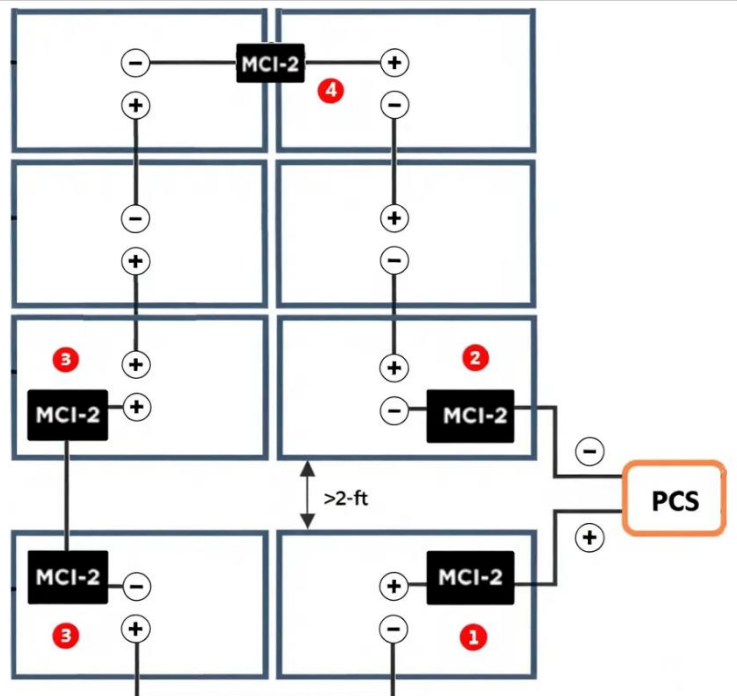 − MCI-2 +
4
+ −
− +
+ −
3 + + 2
MCI-2 + − MCI-2
−
>2-ft
PCS
+
MCI-2 − + MCI-2
3 + − 1